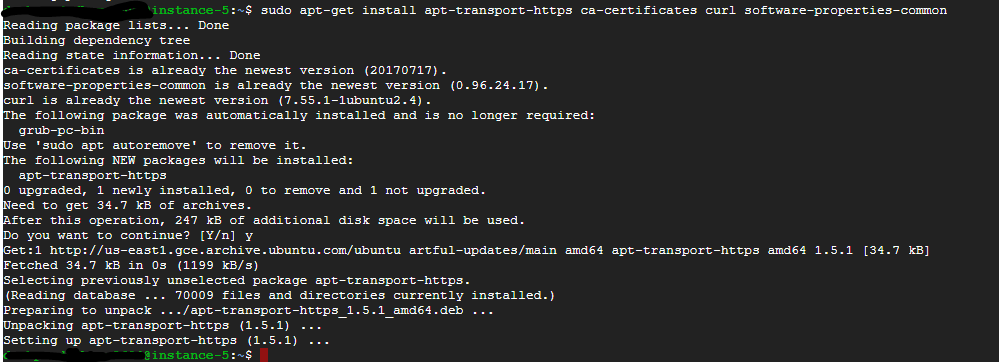 @instance-5:~$ sudo apt-get install apt-transport-https ca-certificates curl software-properties-common
Reading package lists... Done
Building dependency tree
Reading state information... Done
ca-certificates is already the newest version (20170717).
software-properties-common is already the newest version (0.96.24.17).
curl is already the newest version (7.55.1-1ubuntu2.4).
The following package was automatically installed and is no longer required:
  grub-pc-bin
Use 'sudo apt autoremove' to remove it.
The following NEW packages will be installed:
  apt-transport-https
0 upgraded, 1 newly installed, 0 to remove and 1 not upgraded.
Need to get 34.7 kB of archives.
After this operation, 247 kB of additional disk space will be used.
Do you want to continue? [Y/n] y
Get:1 http://us-east1.gce.archive.ubuntu.com/ubuntu artful-updates/main amd64 apt-transport-https amd64 1.5.1 [34.7 kB]
Fetched 34.7 kB in 0s (1199 kB/s)
Selecting previously unselected package apt-transport-https.
(Reading database ... 70009 files and directories currently installed.)
Preparing to unpack .../apt-transport-https_1.5.1_amd64.deb ...
Unpacking apt-transport-https (1.5.1) ...
Setting up apt-transport-https (1.5.1) ...
@instance-5:~$